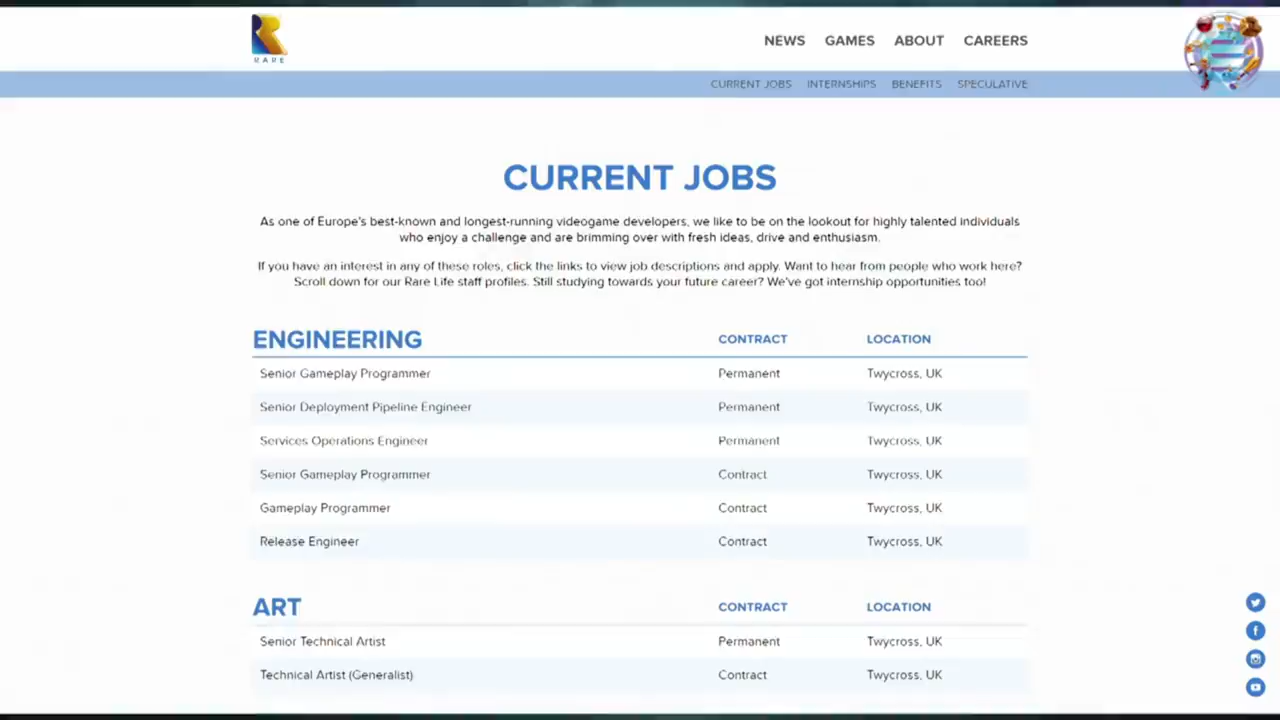 RARE
NEWS GAMES ABOUT CAREERS
CURRENT JOBS INTERNSHIPS BENEFITS SPECULATIVE
CURRENT JOBS
As one of Europe's best-known and longest-running videogame developers, we like to be on the lookout for highly talented individuals
who enjoy a challenge and are brimming over with fresh ideas, drive and enthusiasm.
If you have an interest in any of these roles, click the links to view job descriptions and apply. Want to hear from people who work here?
Scroll down for our Rare Life staff profiles. Still studying towards your future career? We've got internship opportunities too!
ENGINEERING CONTRACT LOCATION
Senior Gameplay Programmer Permanent Twycross, UK
Senior Deployment Pipeline Engineer Permanent Twycross, UK
Services Operations Engineer Permanent Twycross, UK
Senior Gameplay Programmer Contract Twycross, UK
Gameplay Programmer Contract Twycross, UK
Release Engineer Contract Twycross, UK
ART CONTRACT LOCATION
Senior Technical Artist Permanent Twycross, UK
Technical Artist (Generalist) Contract Twycross, UK